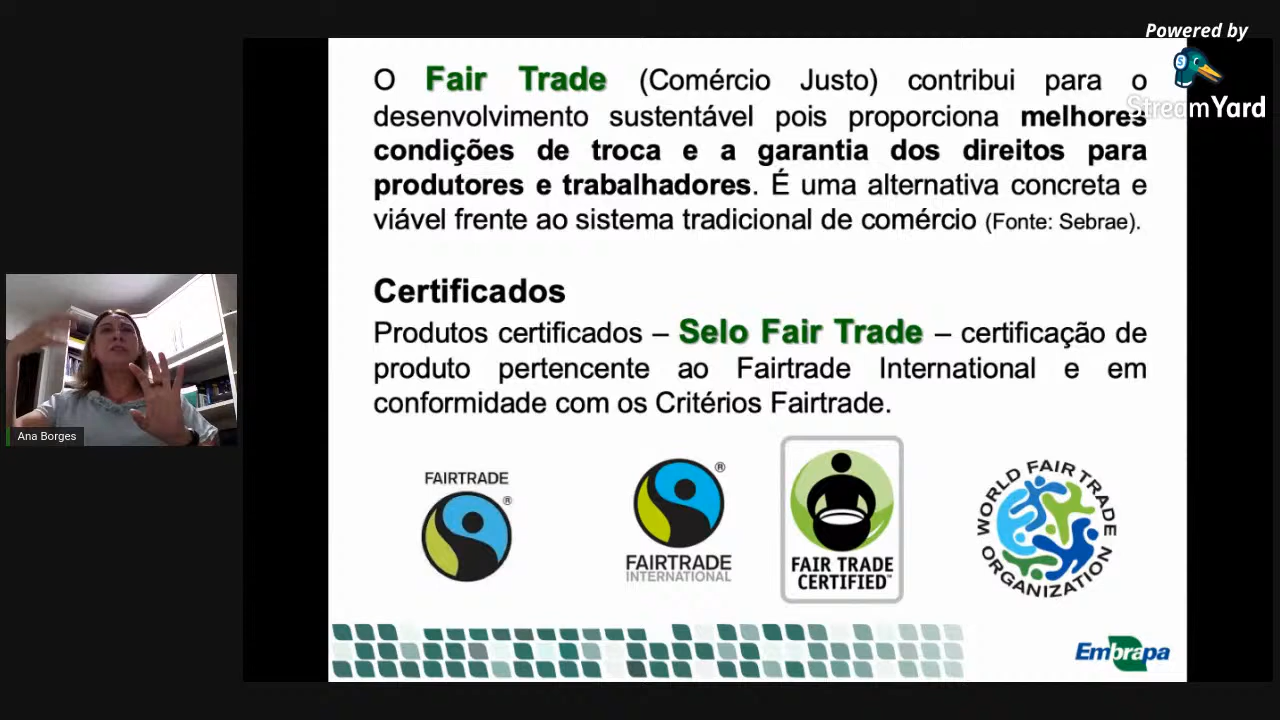 Powered by
StreamYard
O Fair Trade (Comércio Justo) contribui para o
desenvolvimento sustentável pois proporciona melhores
condições de troca e a garantia dos direitos para
produtores e trabalhadores. É uma alternativa concreta e
viável frente ao sistema tradicional de comércio (Fonte: Sebrae).
Certificados
Produtos certificados – Selo Fair Trade – certificação de
produto pertencente ao Fairtrade International e em
conformidade com os Critérios Fairtrade.
Ana Borges
FAIRTRADE
®
®
FAIRTRADE
INTERNATIONAL
FAIR TRADE
CERTIFIED™
WORLD FAIR TRADE
ORGANIZATION
Embrapa